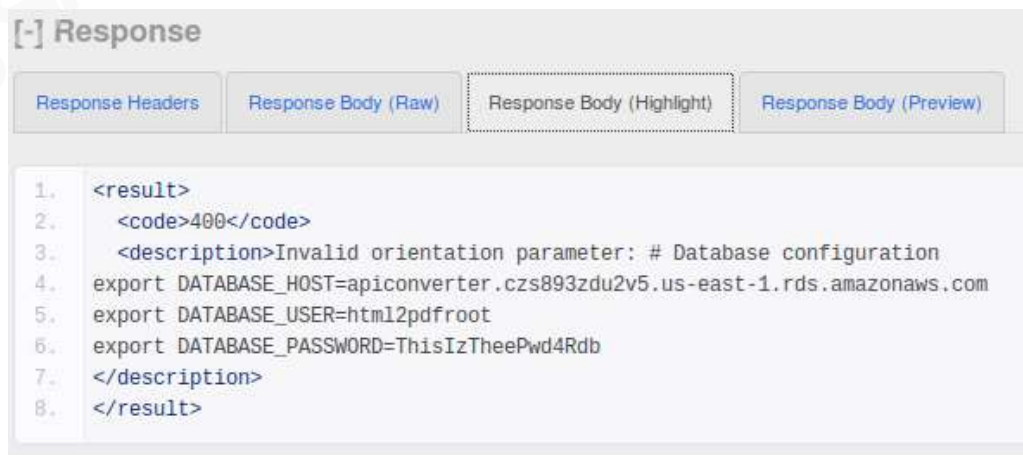 [-] Response
Response Headers Response Body (Raw) Response Body (Highlight) Response Body (Preview)
1. <result>
2. <code>400</code>
3. <description>Invalid orientation parameter: # Database configuration
4. export DATABASE_HOST=apiconverter.czs893zdu2v5.us-east-1.rds.amazonaws.com
5. export DATABASE_USER=html2pdfroot
6. export DATABASE_PASSWORD=ThisIzTheePwd4Rdb
7. </description>
8. </result>